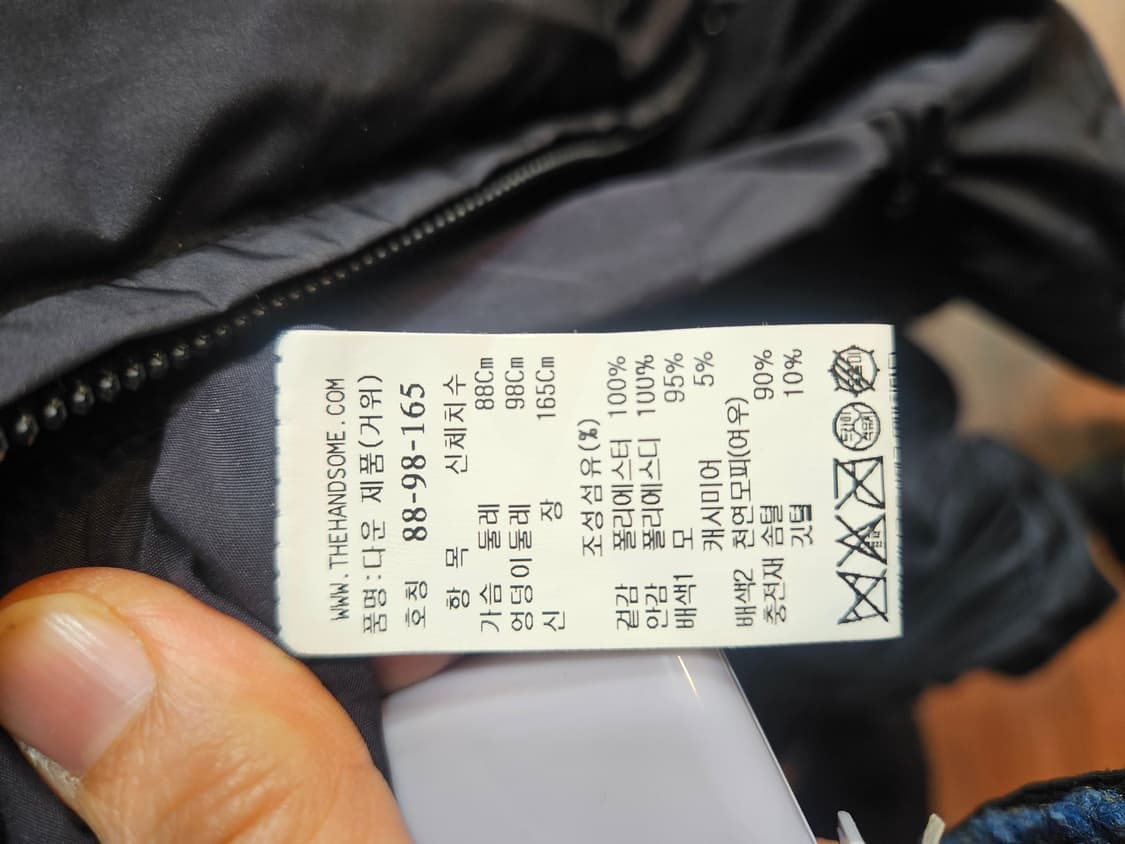 WWW.THEHANDSOME.COM
품명:다운 제품(거위)
호칭 88-98-165
항 목 신체치수
가슴 둘레 88Cm
엉덩이둘레 98Cm
신 장 165Cm
조성섬유(%)
겉감 폴리에스터 100%
안감 폴리에스터 100%
배색1 모 95%
캐시미어 5%
배색2 천연모피(여우)
충전재 솜털 90%
깃털 10%